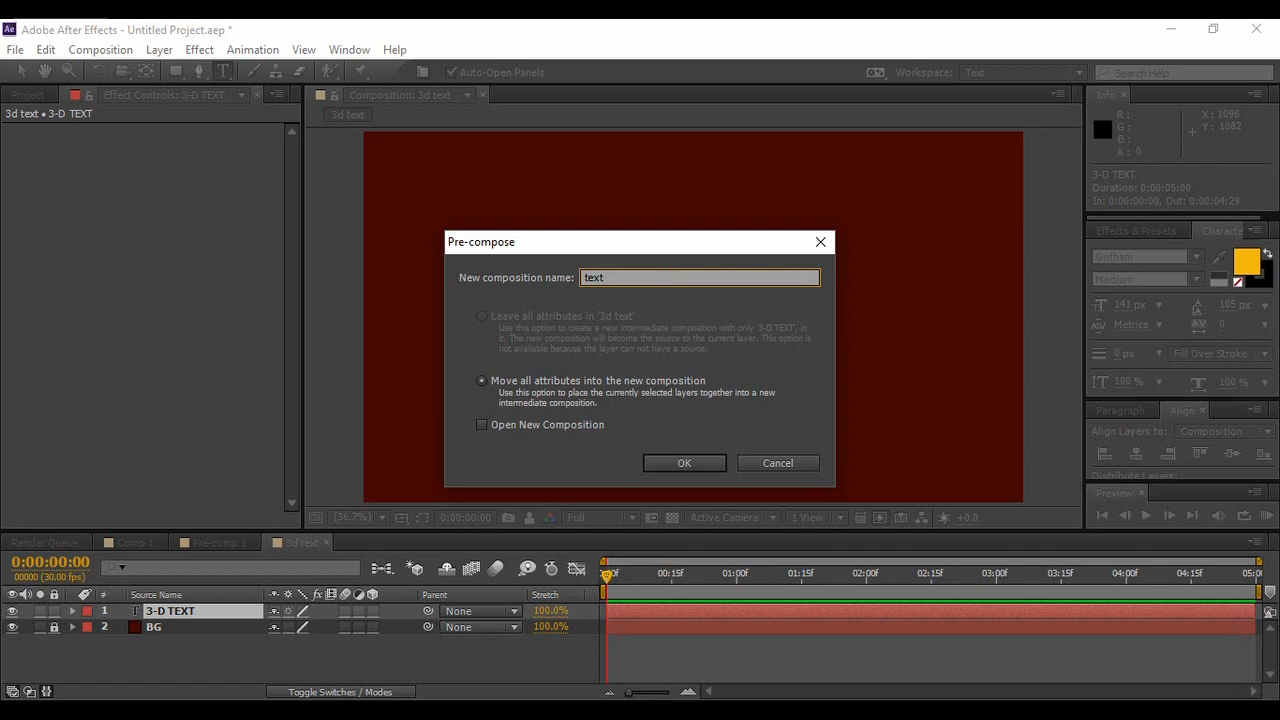 Adobe After Effects - Untitled Project.aep *
File Edit Composition Layer Effect Animation View Window Help
Auto-Open Panels Workspace: Text Search Help
Project Effect Controls: 3-D TEXT Composition: 3d text Info
3d text • 3-D TEXT
3d text
R : X : 1096
G : Y : 1082
B :
A : 0
3-D TEXT
Duration: 0:00:05:00
In: 0:00:00:00, Out: 0:00:04:29
Effects & Presets Characte
Gotham
Medium
141 px 105 px
Metrics 0
0 px Fill Over Stroke
100 % 100 %
Paragraph Align
Align Layers to: Composition
Distribute Layers:
Preview
Pre-compose
New composition name: text
Leave all attributes in '3d text'
Use this option to create a new intermediate composition with only '3-D TEXT', in
it. The new composition will become the source to the current layer. This option is
not available because the layer can not have a source.
Move all attributes into the new composition
Use this option to place the currently selected layers together into a new
intermediate composition.
Open New Composition
OK Cancel
(36.7%) 0:00:00:00 Full Active Camera 1 View +0.0
Render Queue Comp 1 Pre-comp 1 3d text
0:00:00:00
00000 (30.00 fps)
00:15f 01:00f 01:15f 02:00f 02:15f 03:00f 03:15f 04:00f 04:15f
# Source Name Parent Stretch
1 T 3-D TEXT None 100.0%
2 BG None 100.0%
Toggle Switches / Modes